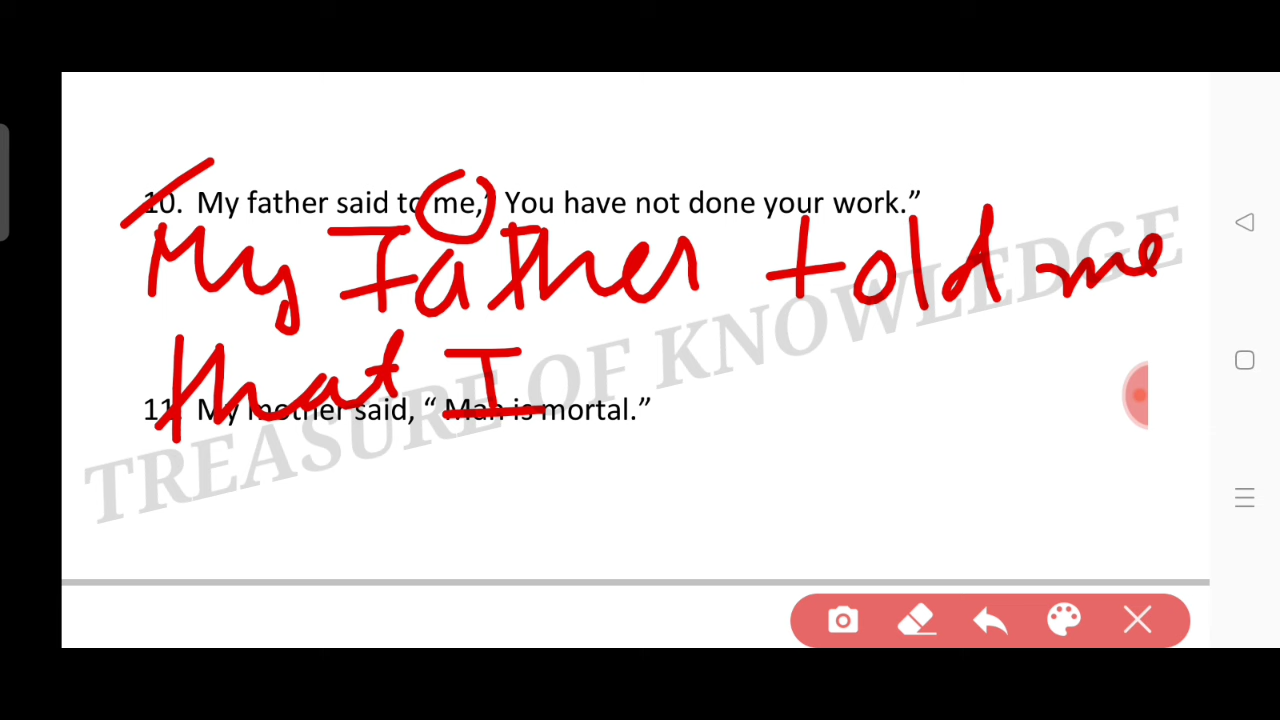 10. My father said to me,” You have not done your work.”
My Father told me
that I
11. My mother said, “ Man is mortal.”
TREASURE OF KNOWLEDGE